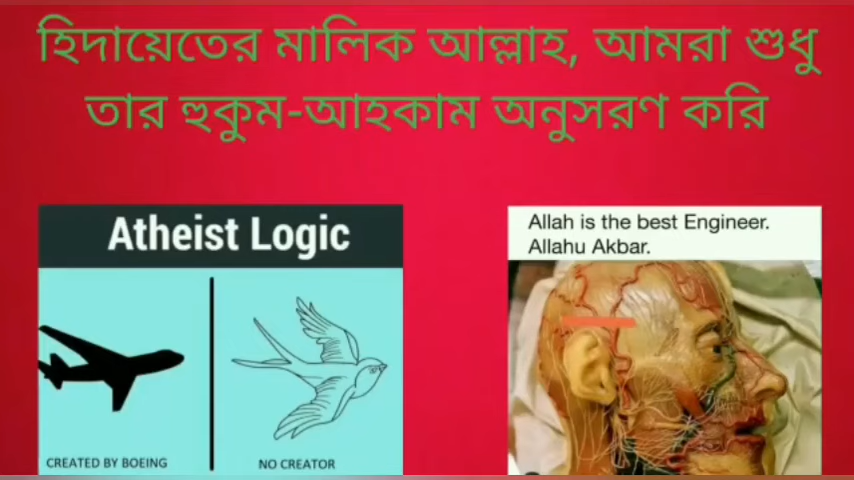 হিদায়েতের মালিক আল্লাহ, আমরা শুধু
তার হুকুম-আহকাম অনুসরণ করি
Atheist Logic
CREATED BY BOEING
NO CREATOR
Allah is the best Engineer.
Allahu Akbar.